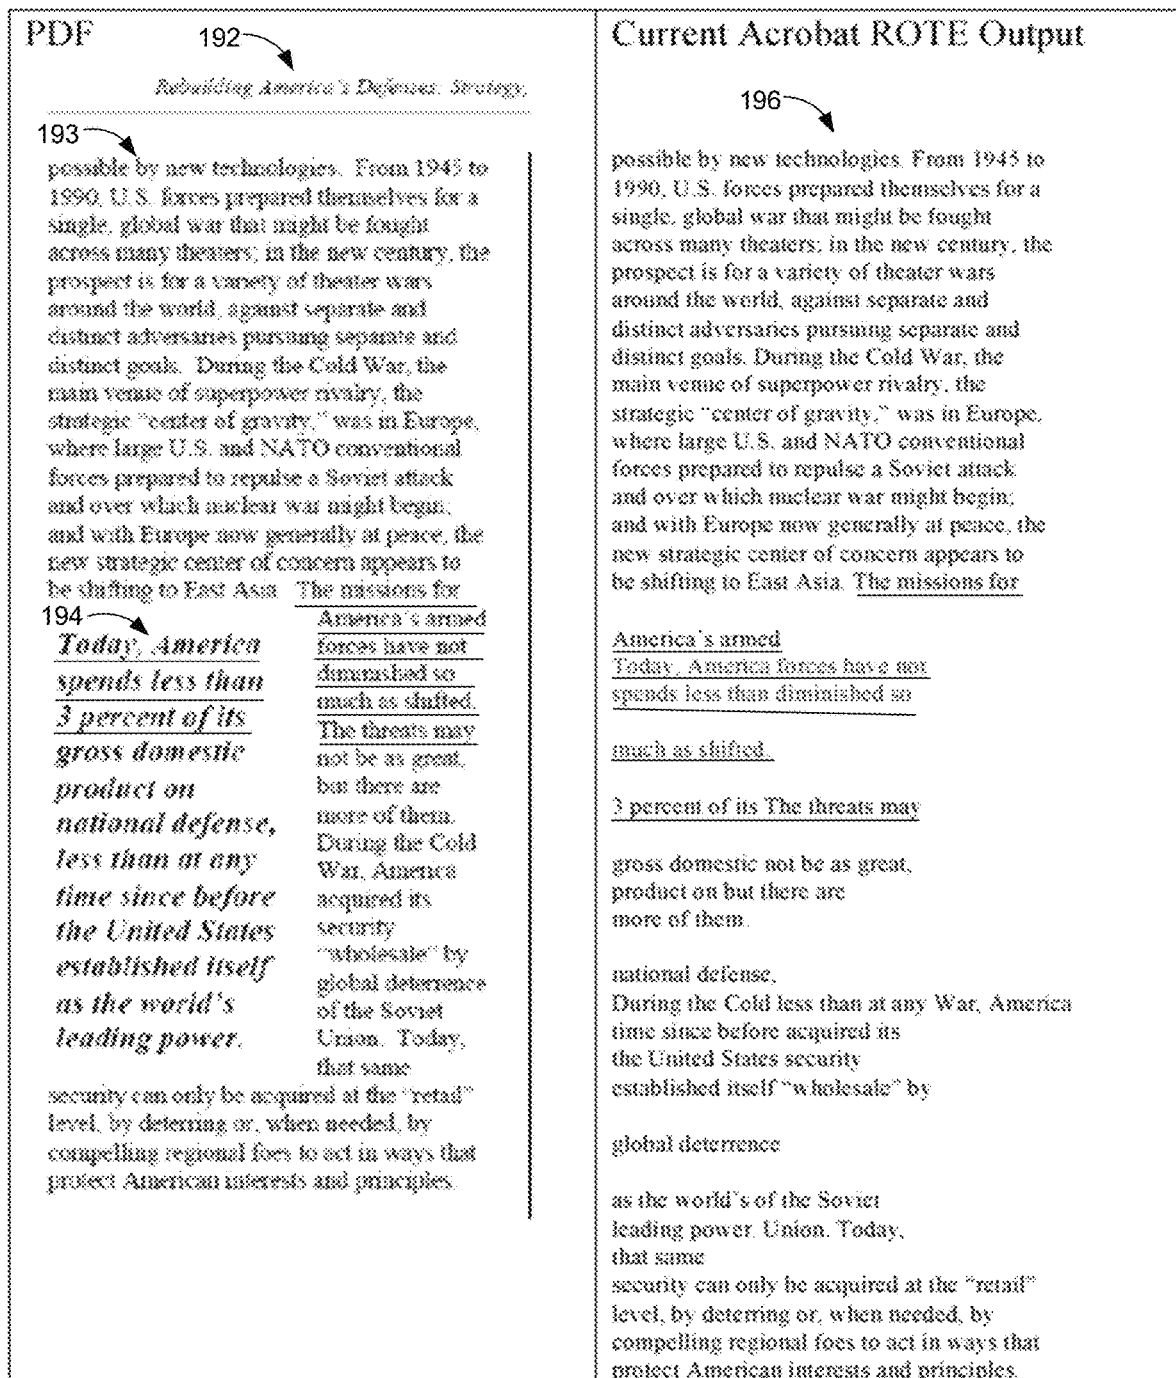 PDF
192
Rebuilding America's Defenses: Strategy,
193
possible by new technologies. From 1945 to
1990, U.S. forces prepared themselves for a
single, global war that might be fought
across many theaters; in the new century, the
prospect is for a variety of theater wars
around the world, against separate and
distinct adversaries pursuing separate and
distinct goals. During the Cold War, the
main venue of superpower rivalry, the
strategic "center of gravity," was in Europe,
where large U.S. and NATO conventional
forces prepared to repulse a Soviet attack
and over which nuclear war might begin;
and with Europe now generally at peace, the
new strategic center of concern appears to
be shifting to East Asia. The missions for
America's armed
forces have not
diminished so
much as shifted.
The threats may
not be as great,
but there are
more of them.
During the Cold
War, America
acquired its
security
"wholesale" by
global deterrence
of the Soviet
Union. Today,
that same
security can only be acquired at the "retail"
level, by deterring or, when needed, by
compelling regional foes to act in ways that
protect American interests and principles.
194
Today, America
spends less than
3 percent of its
gross domestic
product on
national defense,
less than at any
time since before
the United States
established itself
as the world's
leading power.
Current Acrobat ROTE Output
196
possible by new technologies. From 1945 to
1990, U.S. forces prepared themselves for a
single, global war that might be fought
across many theaters; in the new century, the
prospect is for a variety of theater wars
around the world, against separate and
distinct adversaries pursuing separate and
distinct goals. During the Cold War, the
main venue of superpower rivalry, the
strategic "center of gravity," was in Europe,
where large U.S. and NATO conventional
forces prepared to repulse a Soviet attack
and over which nuclear war might begin;
and with Europe now generally at peace, the
new strategic center of concern appears to
be shifting to East Asia. The missions for
America's armed
Today, America forces have not
spends less than diminished so
much as shifted.
3 percent of its The threats may
gross domestic not be as great,
product on but there are
more of them.
national defense,
During the Cold less than at any War, America
time since before acquired its
the United States security
established itself "wholesale" by
global deterrence
as the world's of the Soviet
leading power. Union. Today,
that same
security can only be acquired at the "retail"
level, by deterring or, when needed, by
compelling regional foes to act in ways that
protect American interests and principles.